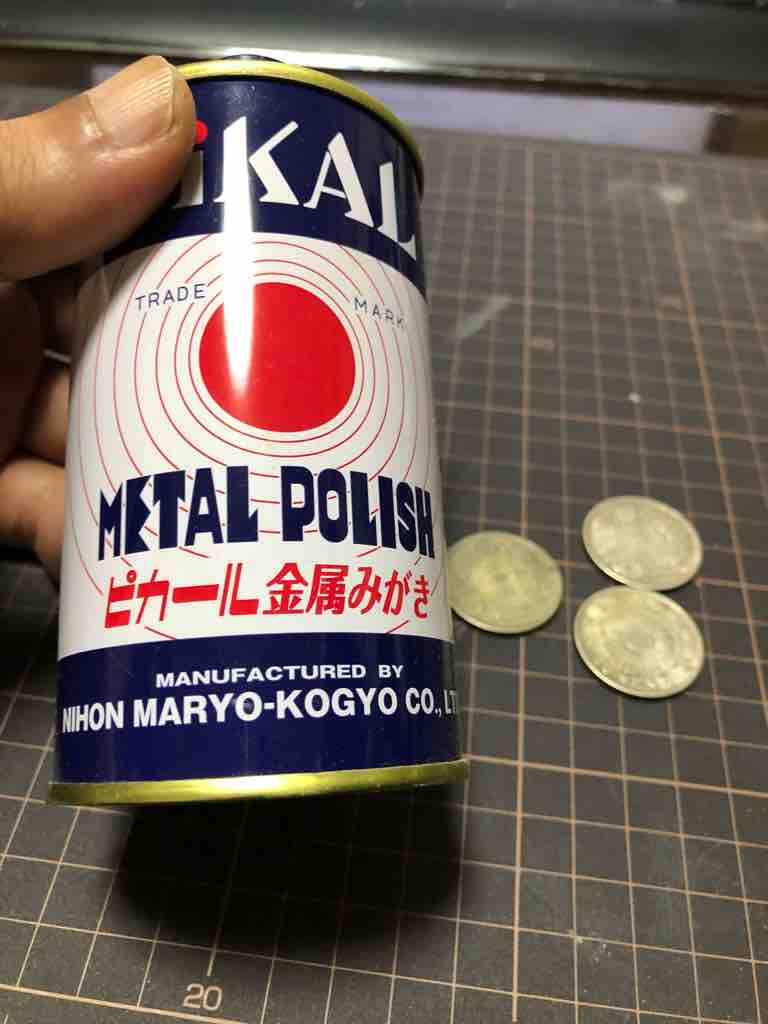 iKAL
TRADE MARK
METAL POLISH
ピカール金属みがき
MANUFACTURED BY
NIHON MARYO-KOGYO CO., LT
20